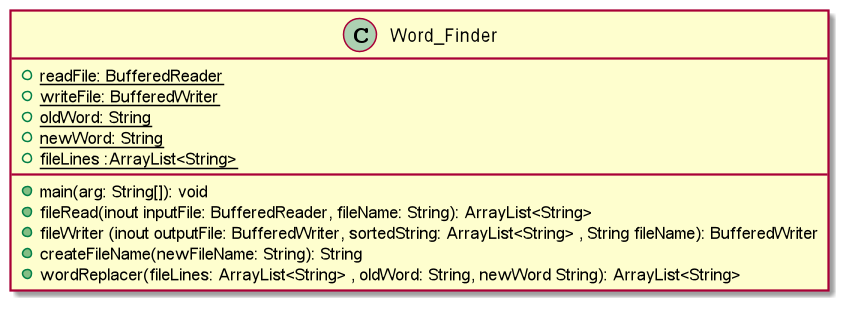 C Word_Finder
readFile: BufferedReader
writeFile: BufferedWriter
oldWord: String
newWord: String
fileLines :ArrayList<String>
main(arg: String[]): void
fileRead(inout inputFile: BufferedReader, fileName: String): ArrayList<String>
fileWriter (inout outputFile: BufferedWriter, sortedString: ArrayList<String> , String fileName): BufferedWriter
createFileName(newFileName: String): String
wordReplacer(fileLines: ArrayList<String> , oldWord: String, newWord String): ArrayList<String>